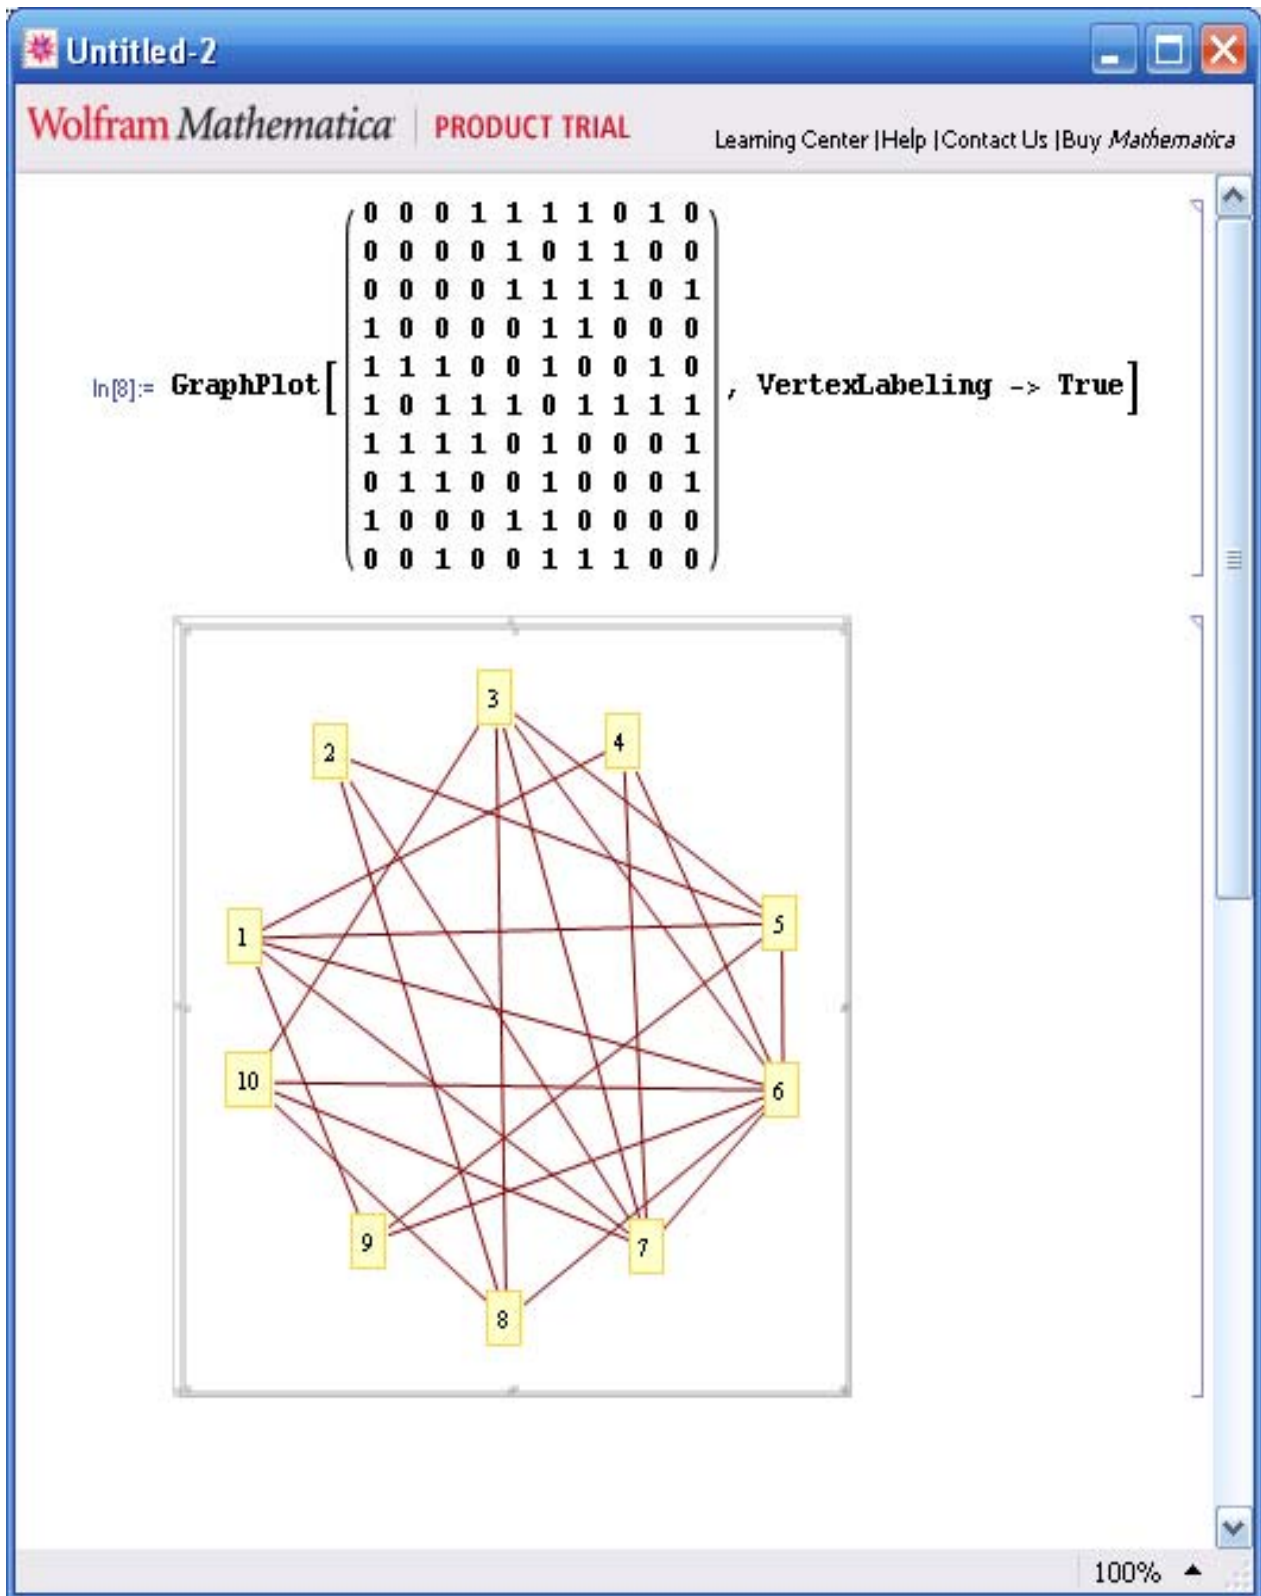 Untitled-2
Wolfram Mathematica | PRODUCT TRIAL
Learning Center |Help |Contact Us |Buy Mathematica
0 0 0 1 1 1 1 0 1 0
0 0 0 0 1 0 1 1 0 0
0 0 0 0 1 1 1 1 0 1
1 0 0 0 0 1 1 0 0 0
In[8]:= GraphPlot[ 1 1 1 0 0 1 0 0 1 0 , VertexLabeling -> True]
1 0 1 1 1 0 1 1 1 1
1 1 1 1 0 1 0 0 0 1
0 1 1 0 0 1 0 0 0 1
1 0 0 0 1 1 0 0 0 0
0 0 1 0 0 1 1 1 0 0
3
4
2
5
1
10
6
9
7
8
100%